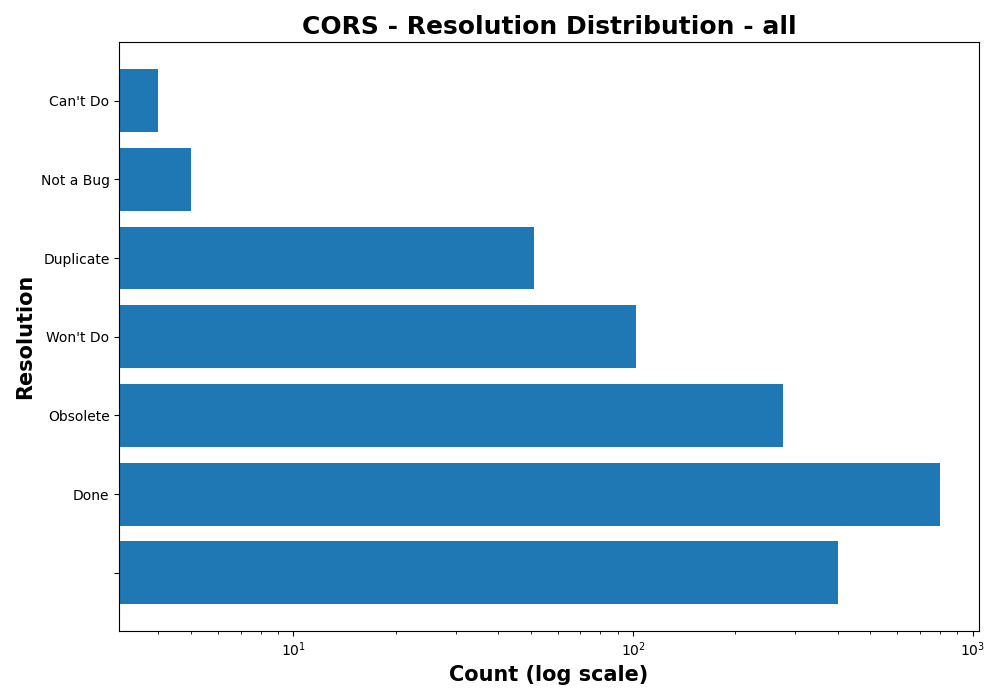 CORS - Resolution Distribution - all
Resolution
Can't Do
Not a Bug
Duplicate
Won't Do
Obsolete
Done
10¹
10²
10³
Count (log scale)